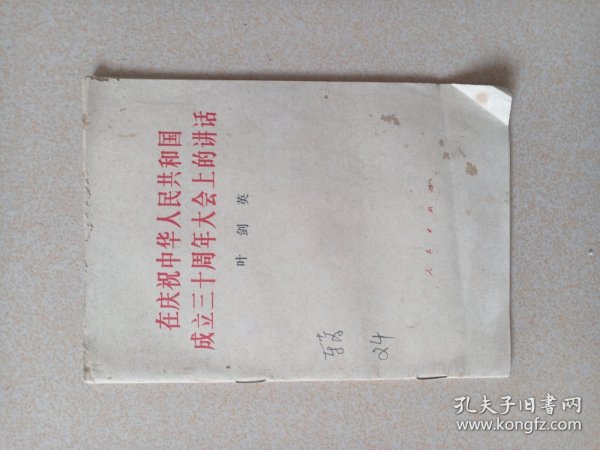 在庆祝中华人民共和国
成立三十周年大会上的讲话
叶剑英
人民出版社
24
孔夫子旧书网
www.kongfz.com